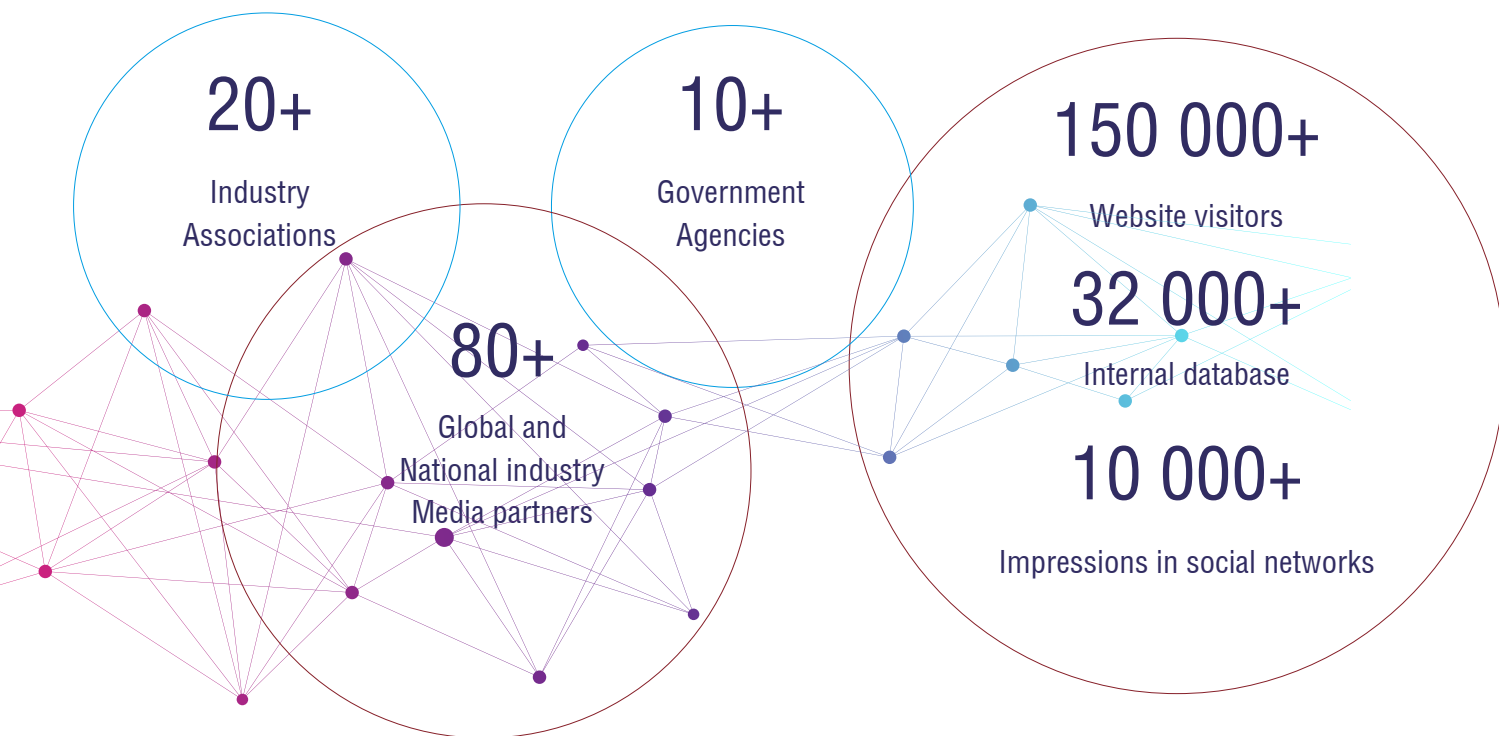 20+
Industry
Associations
10+
Government
Agencies
80+
Global and
National industry
Media partners
150 000+
Website visitors
32 000+
Internal database
10 000+
Impressions in social networks